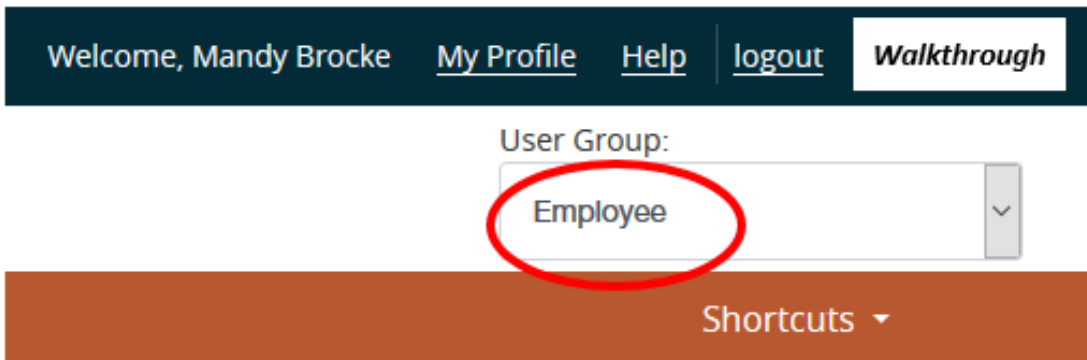 Welcome, Mandy Brocke My Profile Help logout Walkthrough
User Group:
Employee
Shortcuts